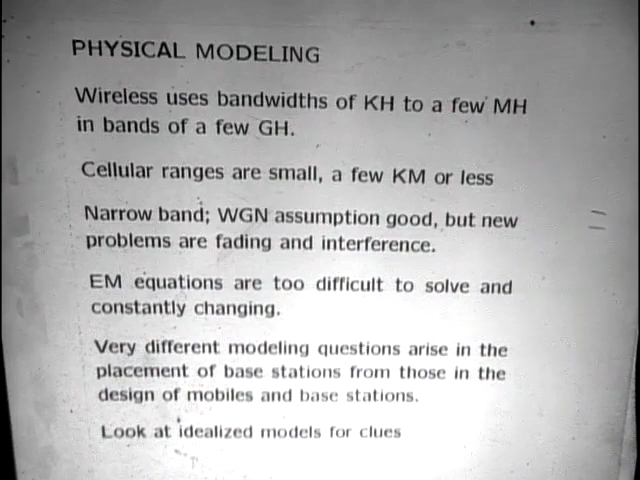 PHYSICAL MODELING
Wireless uses bandwidths of KH to a few MH
in bands of a few GH.
Cellular ranges are small, a few KM or less
Narrow band; WGN assumption good, but new
problems are fading and interference.
EM equations are too difficult to solve and
constantly changing.
Very different modeling questions arise in the
placement of base stations from those in the
design of mobiles and base stations.
Look at idealized models for clues